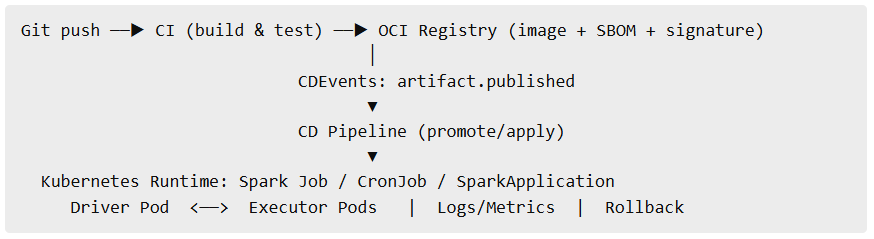 Git push ──▶ CI (build & test) ──▶ OCI Registry (image + SBOM + signature)
│
CDEvents: artifact.published
▼
CD Pipeline (promote/apply)
▼
Kubernetes Runtime: Spark Job / CronJob / SparkApplication
Driver Pod <──> Executor Pods | Logs/Metrics | Rollback